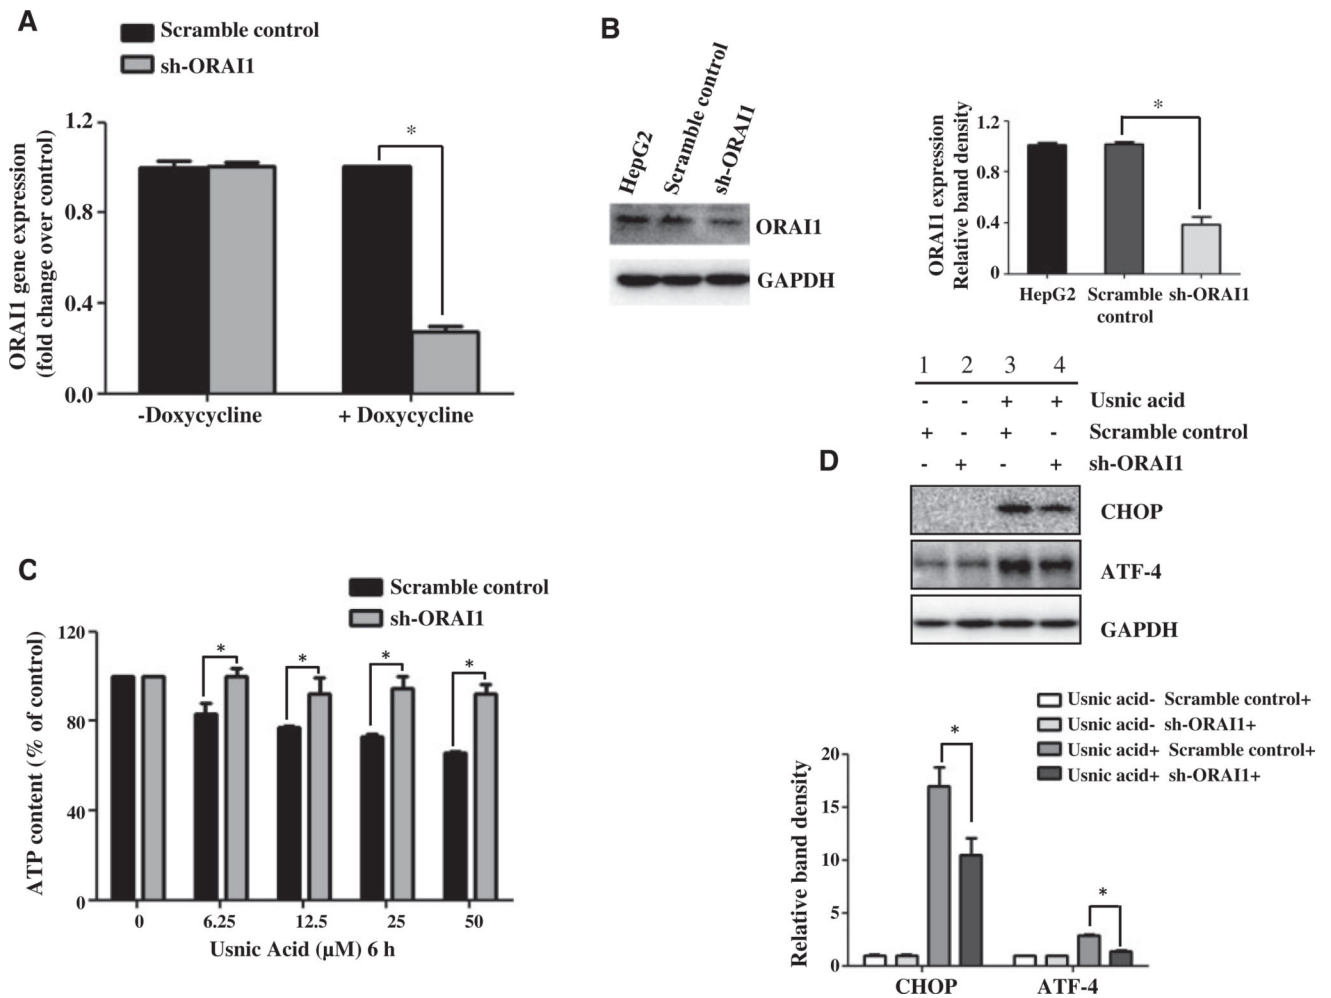 A
Scramble control
sh-ORAI1
ORAI1 gene expression
(fold change over control)
1.2
0.8
0.4
0.0
*
-Doxycycline
+ Doxycycline
B
HepG2
Scramble control
sh-ORAI1
ORAI1
GAPDH
ORAI1 expression
Relative band density
1.2
0.8
0.4
0
*
HepG2
Scramble control
sh-ORAI1
C
Scramble control
sh-ORAI1
ATP content (% of control)
120
80
40
0
* * * *
0 6.25 12.5 25 50
Usnic Acid (µM) 6 h
D
1 2 3 4
- - + + Usnic acid
+ - + - Scramble control
- + - + sh-ORAI1
CHOP
ATF-4
GAPDH
Usnic acid- Scramble control+
Usnic acid- sh-ORAI1+
Usnic acid+ Scramble control+
Usnic acid+ sh-ORAI1+
Relative band density
20
15
10
5
0
*
*
CHOP
ATF-4